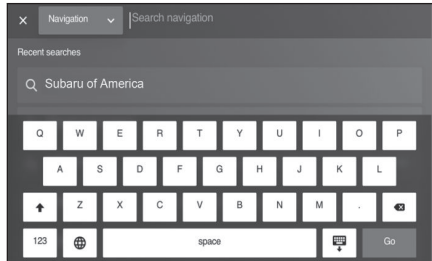 Navigation Search navigation
Recent searches
Subaru of America
Q W E R T Y U I O P
A S D F G H J K L
Z X C V B N M .
123 space Go